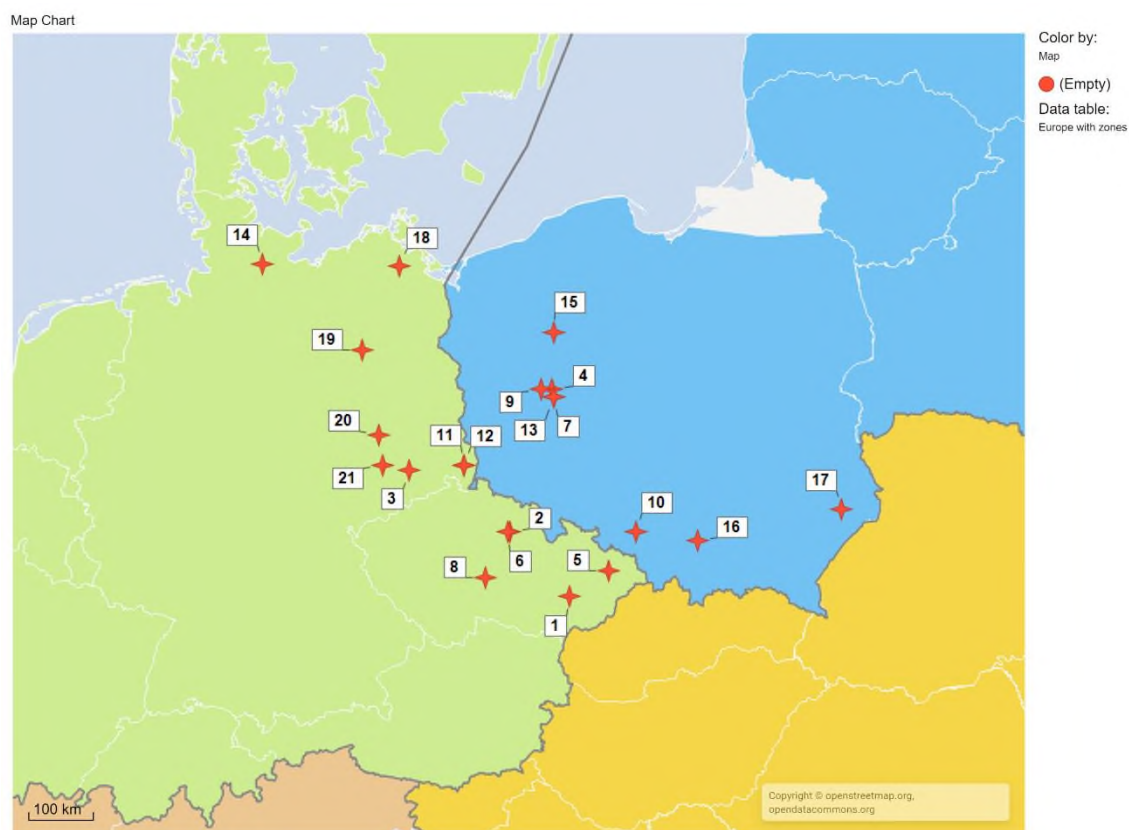 Map Chart
Color by:
Map
(Empty)
Data table:
Europe with zones
14
18
15
19
4
9
13
7
20
11
12
21
3
17
10
2
16
6
8
5
1
100 km
Copyright © openstreetmap.org,
opendatacommons.org